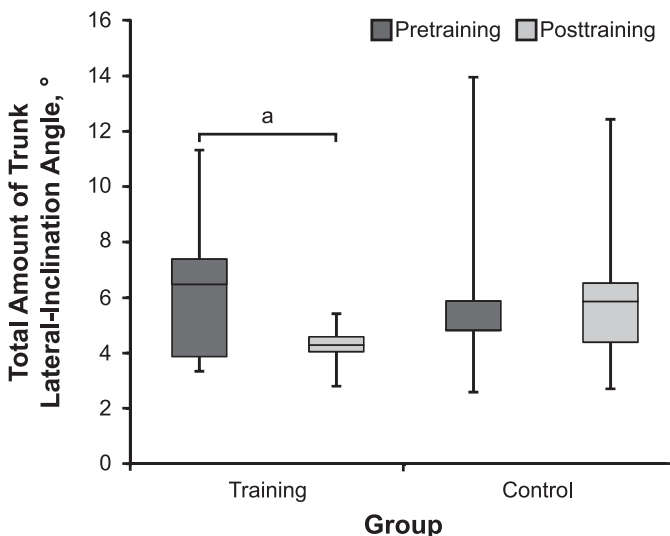 Pretraining Posttraining
Total Amount of Trunk
Lateral-Inclination Angle, °
16
14
12
10
8
6
4
2
0
a
Training Control
Group